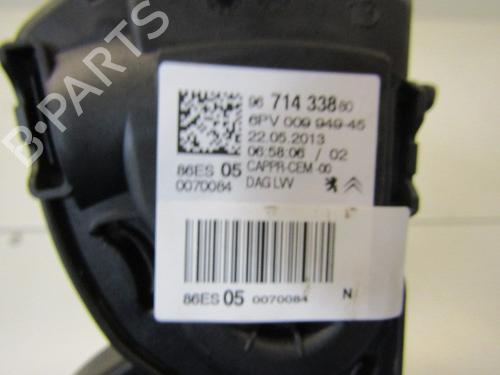 96 714 338 80
6PV 009 949-45
22.05.2013
06:58:06 / 02
86ES 05 CAPPR-CEM -00
0070084 DAG LVV
86ES 05 0070084 N
B-PARTS